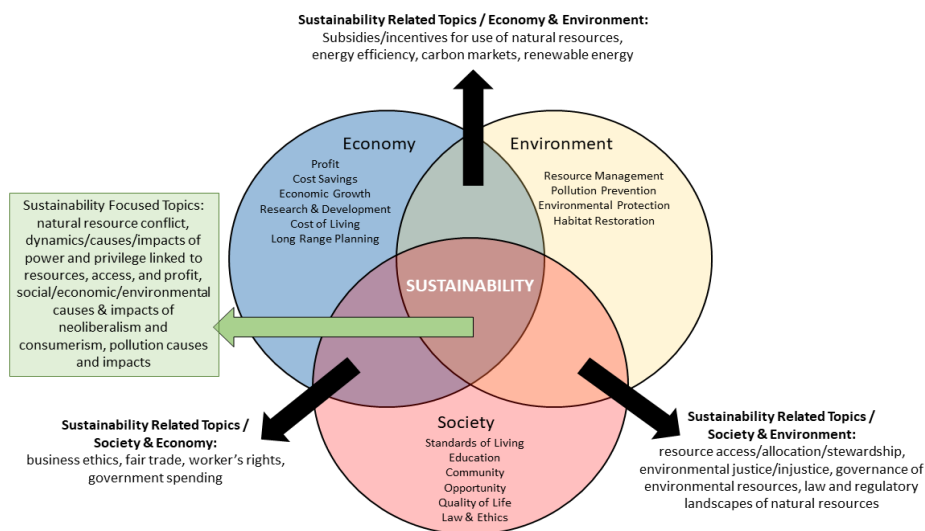 Sustainability Related Topics / Economy & Environment:
Subsidies/incentives for use of natural resources,
energy efficiency, carbon markets, renewable energy
Economy
Profit
Cost Savings
Economic Growth
Research & Development
Cost of Living
Long Range Planning
Environment
Resource Management
Pollution Prevention
Environmental Protection
Habitat Restoration
Sustainability Focused Topics:
natural resource conflict,
dynamics/causes/impacts of
power and privilege linked to
resources, access, and profit,
social/economic/environmental
causes & impacts of
neoliberalism and
consumerism, pollution causes
and impacts
SUSTAINABILITY
Sustainability Related Topics /
Society & Economy:
business ethics, fair trade, worker's rights,
government spending
Society
Standards of Living
Education
Community
Opportunity
Quality of Life
Law & Ethics
Sustainability Related Topics /
Society & Environment:
resource access/allocation/stewardship,
environmental justice/injustice, governance of
environmental resources, law and regulatory
landscapes of natural resources